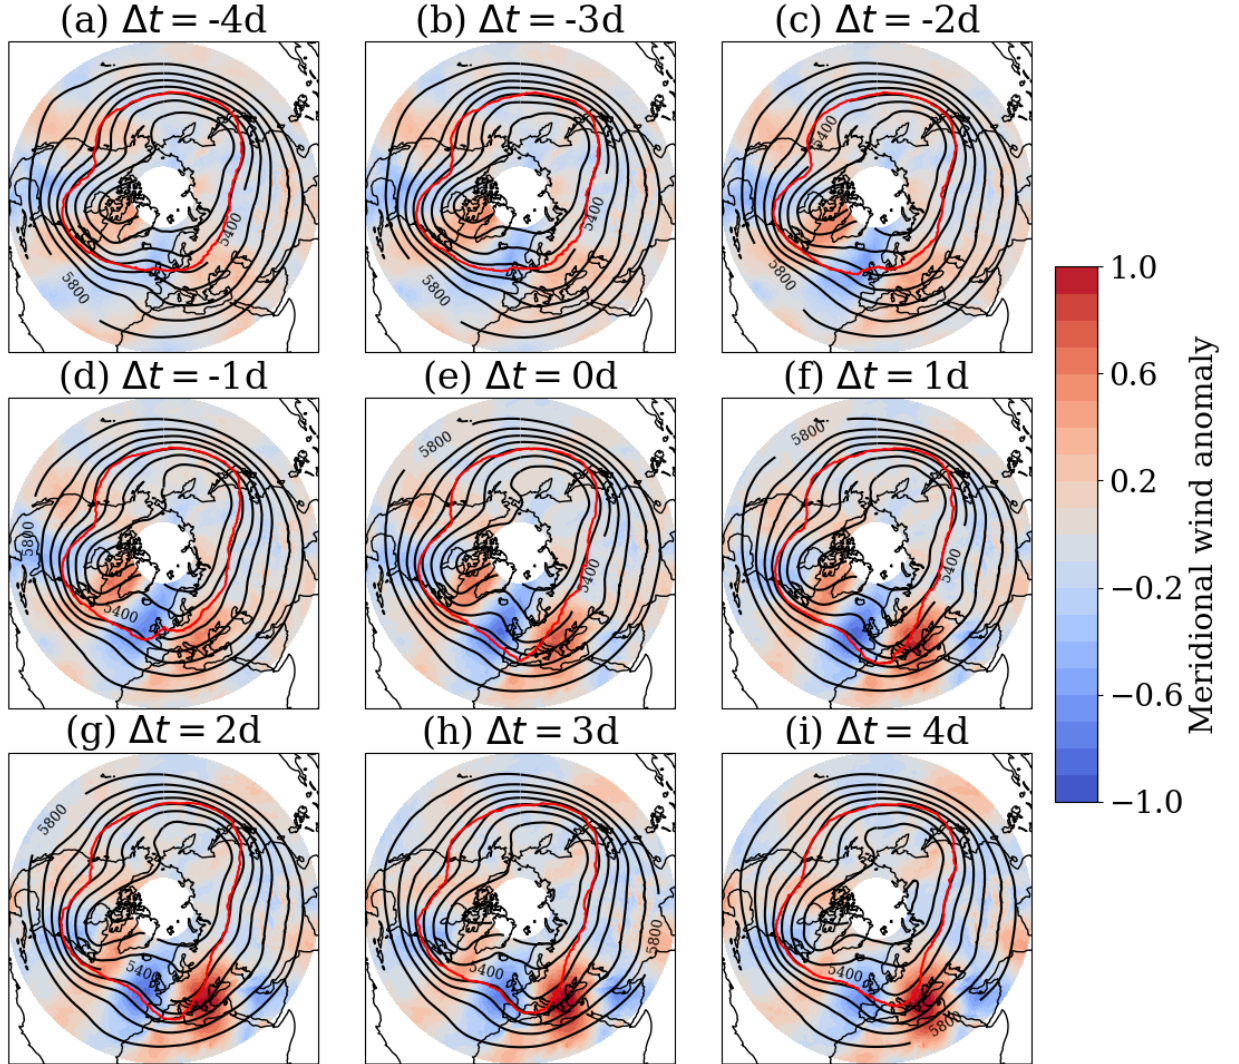 (a) Δt = -4d
(b) Δt = -3d
(c) Δt = -2d
5400
5800
5400
5800
5400
5800
(d) Δt = -1d
(e) Δt = 0d
(f) Δt = 1d
5800
5400
5800
5400
5800
5400
(g) Δt = 2d
(h) Δt = 3d
(i) Δt = 4d
5800
5400
5400
5800
5400
5800
1.0
0.6
0.2
−0.2
−0.6
−1.0
Meridional wind anomaly